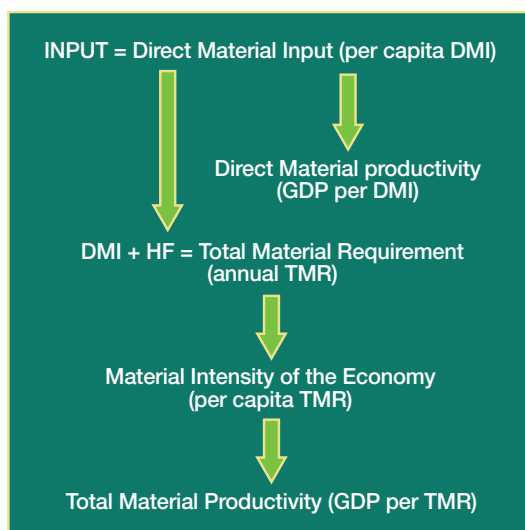 INPUT = Direct Material Input (per capita DMI)
Direct Material productivity
(GDP per DMI)
DMI + HF = Total Material Requirement
(annual TMR)
Material Intensity of the Economy
(per capita TMR)
Total Material Productivity (GDP per TMR)